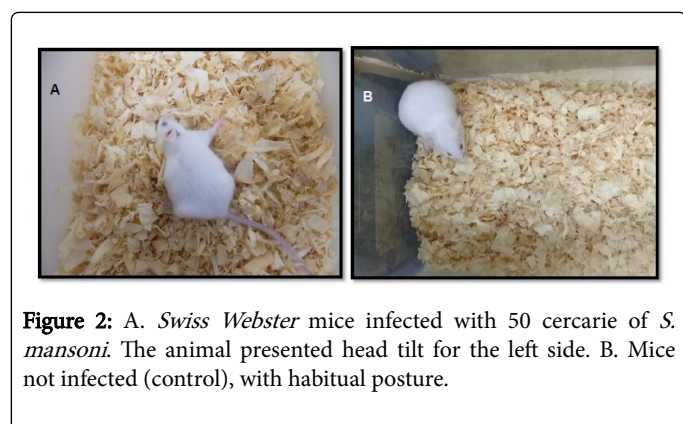 A
B
Figure 2: A. Swiss Webster mice infected with 50 cercarie of S.
mansoni. The animal presented head tilt for the left side. B. Mice
not infected (control), with habitual posture.